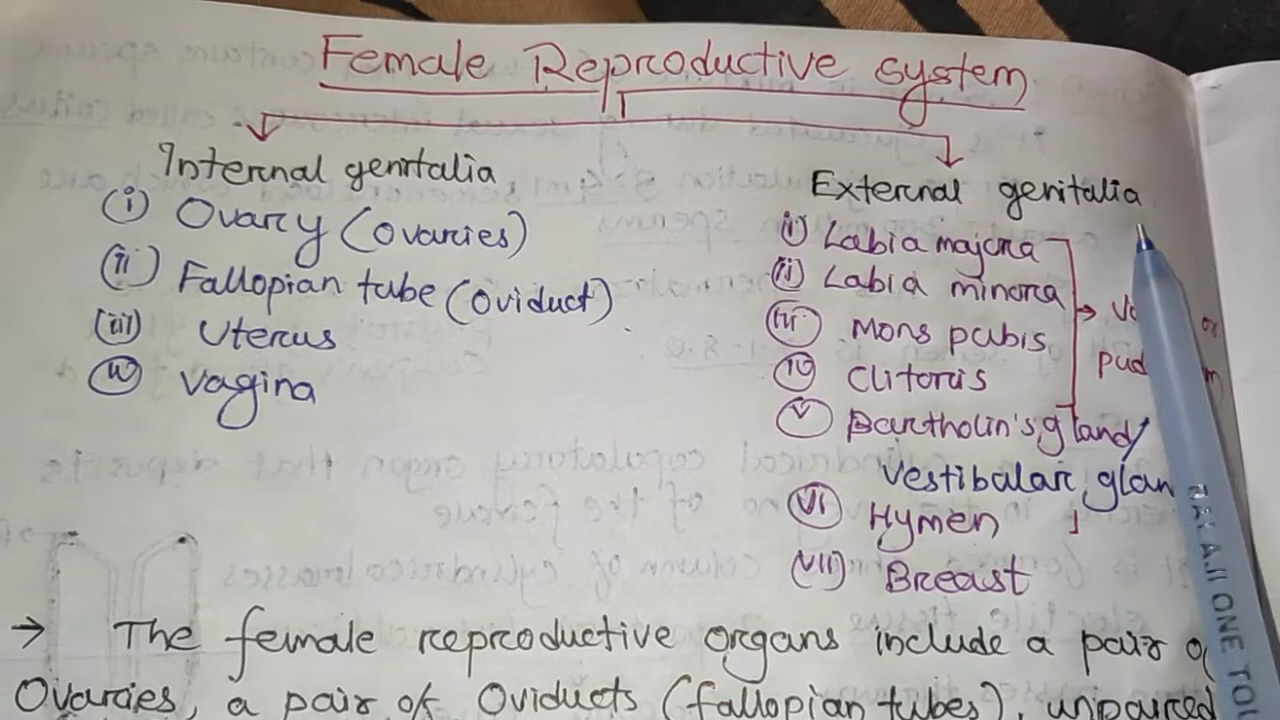 Female Reproductive system
Internal genitalia
(i) Ovary (Ovaries)
(ii) Fallopian tube (Oviduct)
(iii) Uterus
(iv) Vagina
External genitalia
(i) Labia majora
(ii) Labia minora
(iii) Mons pubis
(iv) Clitoris
(v) Bartholin's gland/
Vestibular glan
(vi) Hymen
(vii) Breast
→ The female reproductive organs include a pair
Ovaries, a pair of Oviducts (fallopian tubes), unpaired